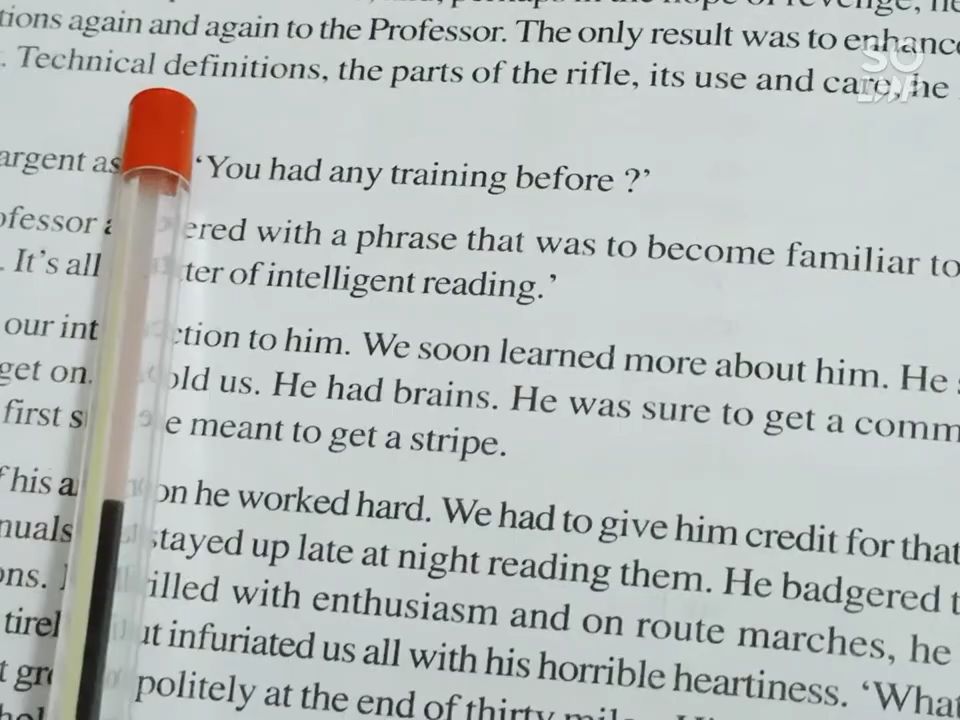 tions again and again to the Professor. The only result was to enhance
. Technical definitions, the parts of the rifle, its use and care, he
argent as ‘You had any training before ?’
ofessor a ered with a phrase that was to become familiar to
. It’s all tter of intelligent reading.’
our int ction to him. We soon learned more about him. He s
get on. old us. He had brains. He was sure to get a comm
first s e meant to get a stripe.
f his a on he worked hard. We had to give him credit for that
nuals stayed up late at night reading them. He badgered t
ons. illed with enthusiasm and on route marches, he
tirel ut infuriated us all with his horrible heartiness. ‘What
t gre politely at the end of thirty
SO